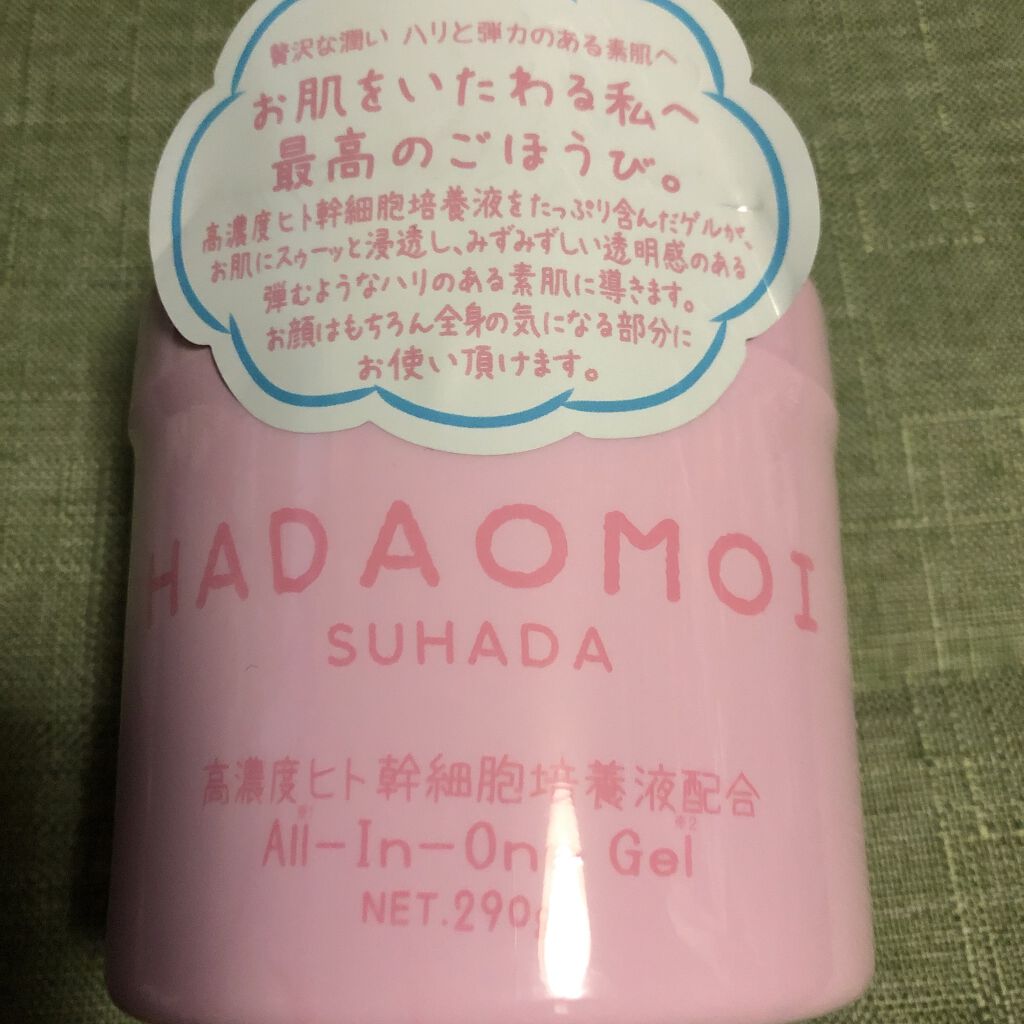 贅沢な潤い ハリと弾力のある素肌へ
お肌をいたわる私へ
最高のごほうび。
高濃度ヒト幹細胞培養液をたっぷり含んだゲルが、
お肌にスゥーッと浸透し、みずみずしい透明感のある
弾むようなハリのある素肌に導きます。
お顔はもちろん全身の気になる部分に
お使い頂けます。
HADAOMOI
SUHADA
高濃度ヒト幹細胞培養液配合
※1 ※2
All-In-One Gel
NET.290g